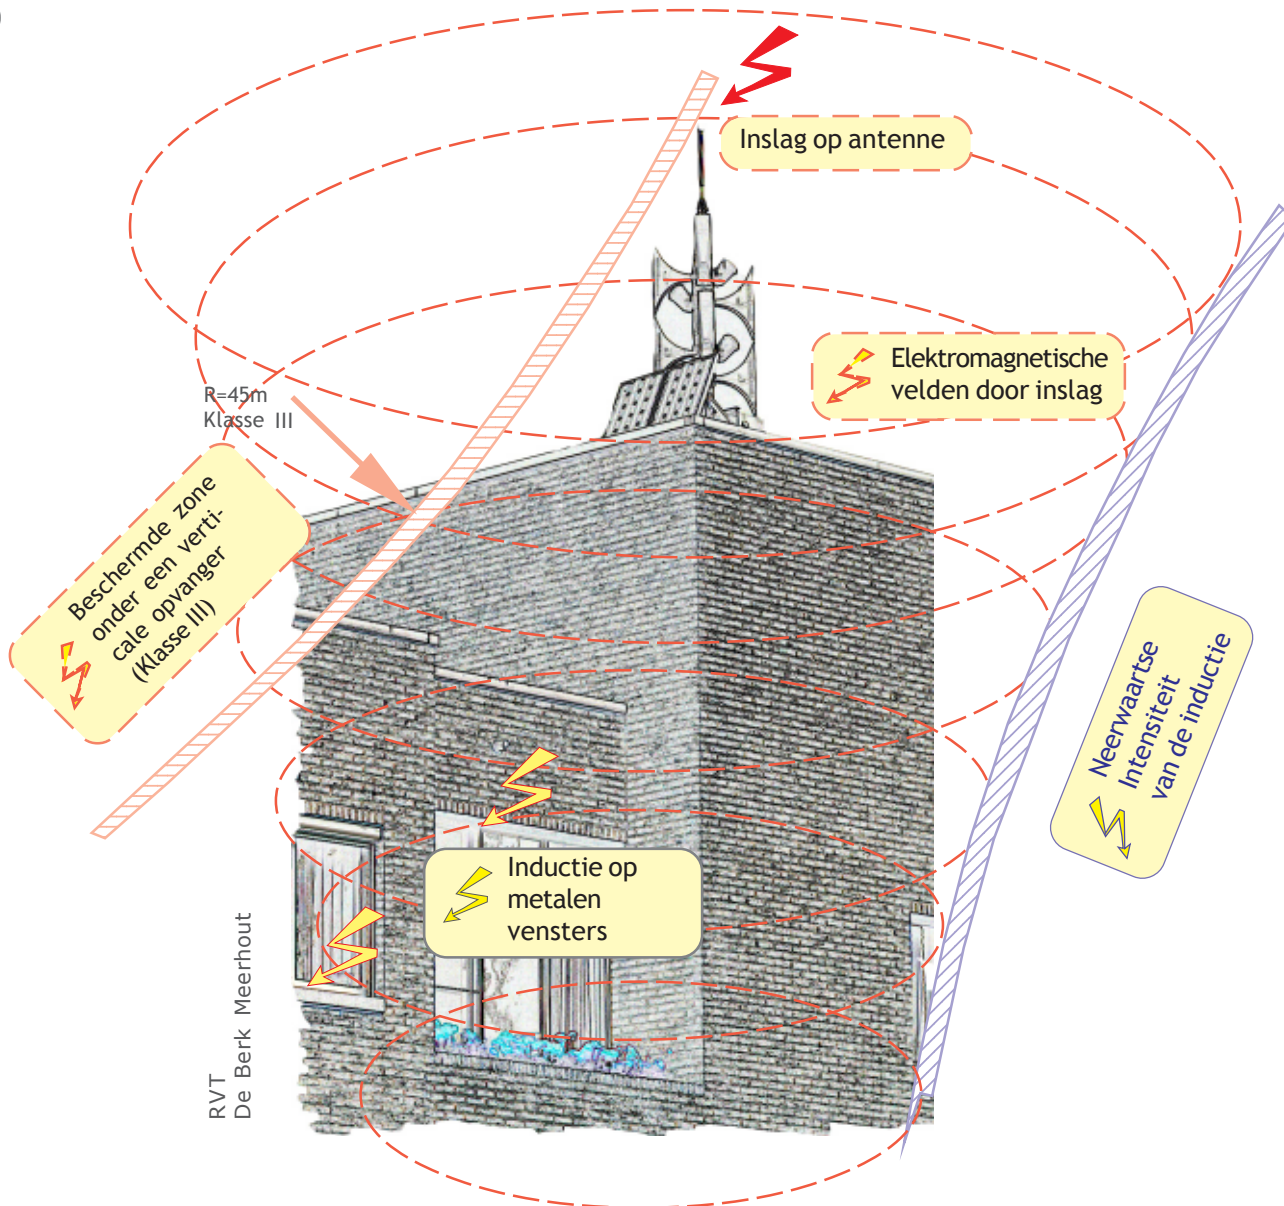 Inslag op antenne
Elektromagnetische
velden door inslag
R=45m
Klasse III
Beschermde zone
onder een verti-
cale opvanger
(Klasse III)
Neerwaartse
Intensiteit
van de inductie
Inductie op
metalen
vensters
RVT
De Berk Meerhout